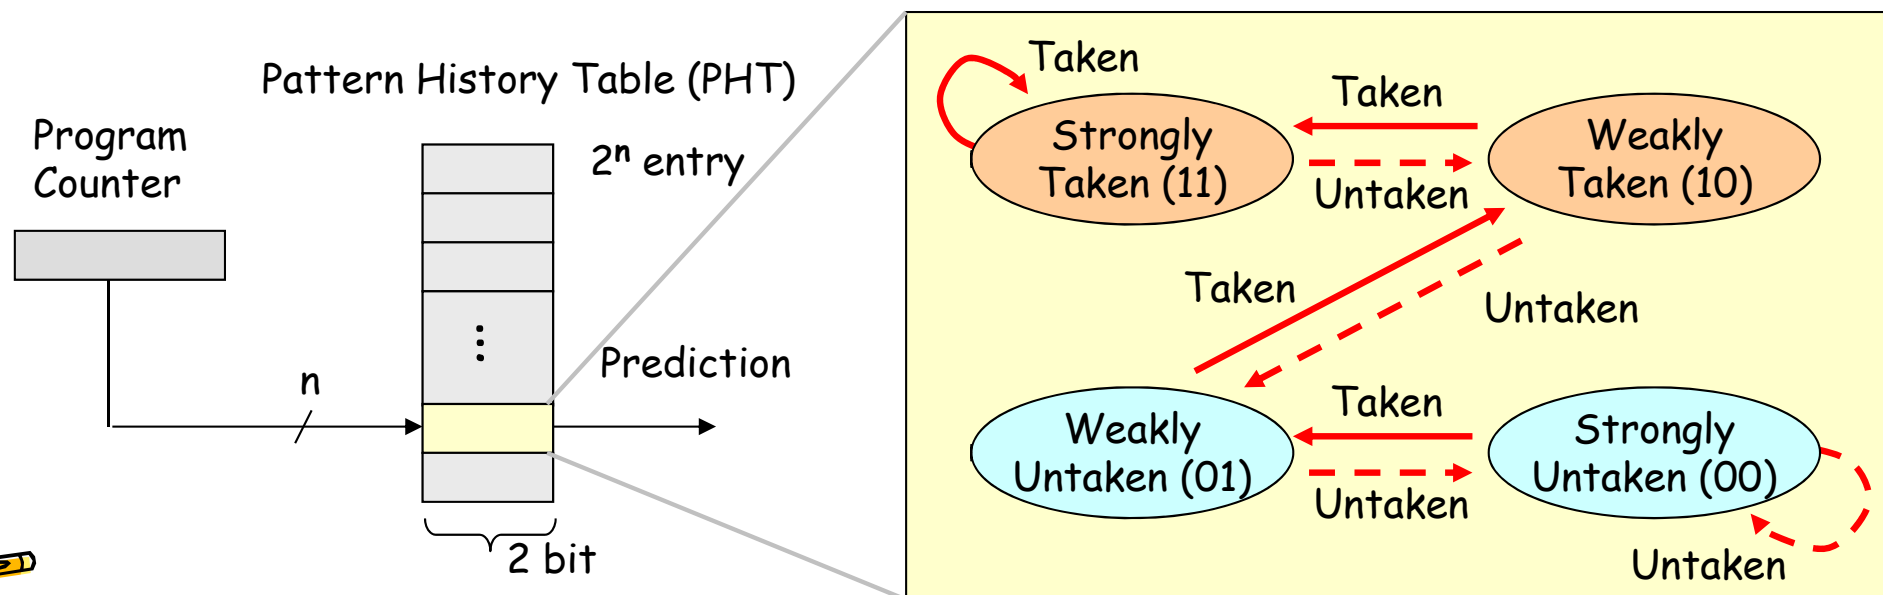 Pattern History Table (PHT)
Program
Counter
2ⁿ entry
n
Prediction
2 bit
Taken
Strongly
Taken (11)
Taken
Untaken
Weakly
Taken (10)
Taken
Untaken
Weakly
Untaken (01)
Taken
Untaken
Strongly
Untaken (00)
Untaken